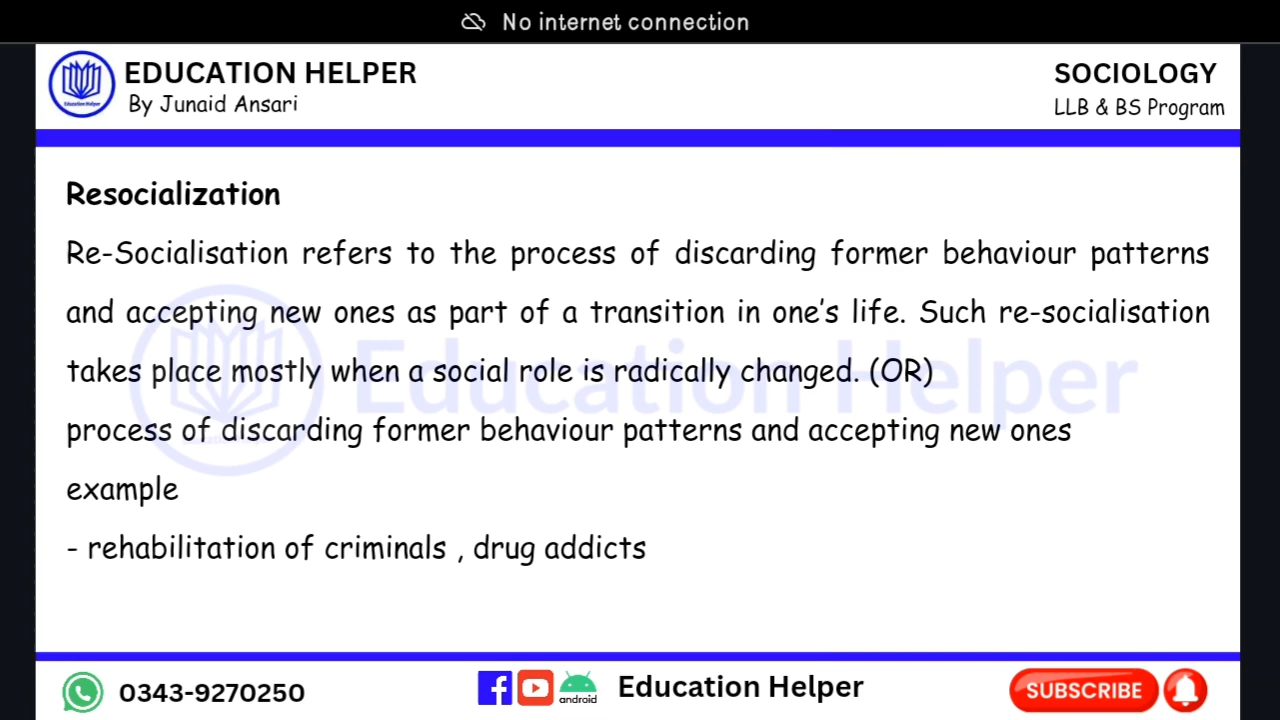 No internet connection
EDUCATION HELPER
By Junaid Ansari
SOCIOLOGY
LLB & BS Program
Resocialization
Re-Socialisation refers to the process of discarding former behaviour patterns
and accepting new ones as part of a transition in one’s life. Such re-socialisation
takes place mostly when a social role is radically changed. (OR)
process of discarding former behaviour patterns and accepting new ones
example
- rehabilitation of criminals , drug addicts
Education Helper
0343-9270250
android
Education Helper
SUBSCRIBE